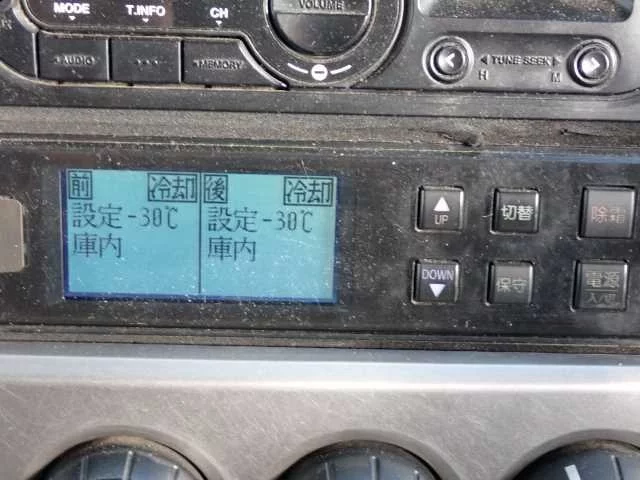 MODE T.INFO CH VOLUME
AUDIO MEMORY TUNE SEEK
H M
前 冷却 後 冷却
設定-30℃ 設定-30℃
庫内 庫内
UP 切替 除霜
DOWN 保守 電源
入/切